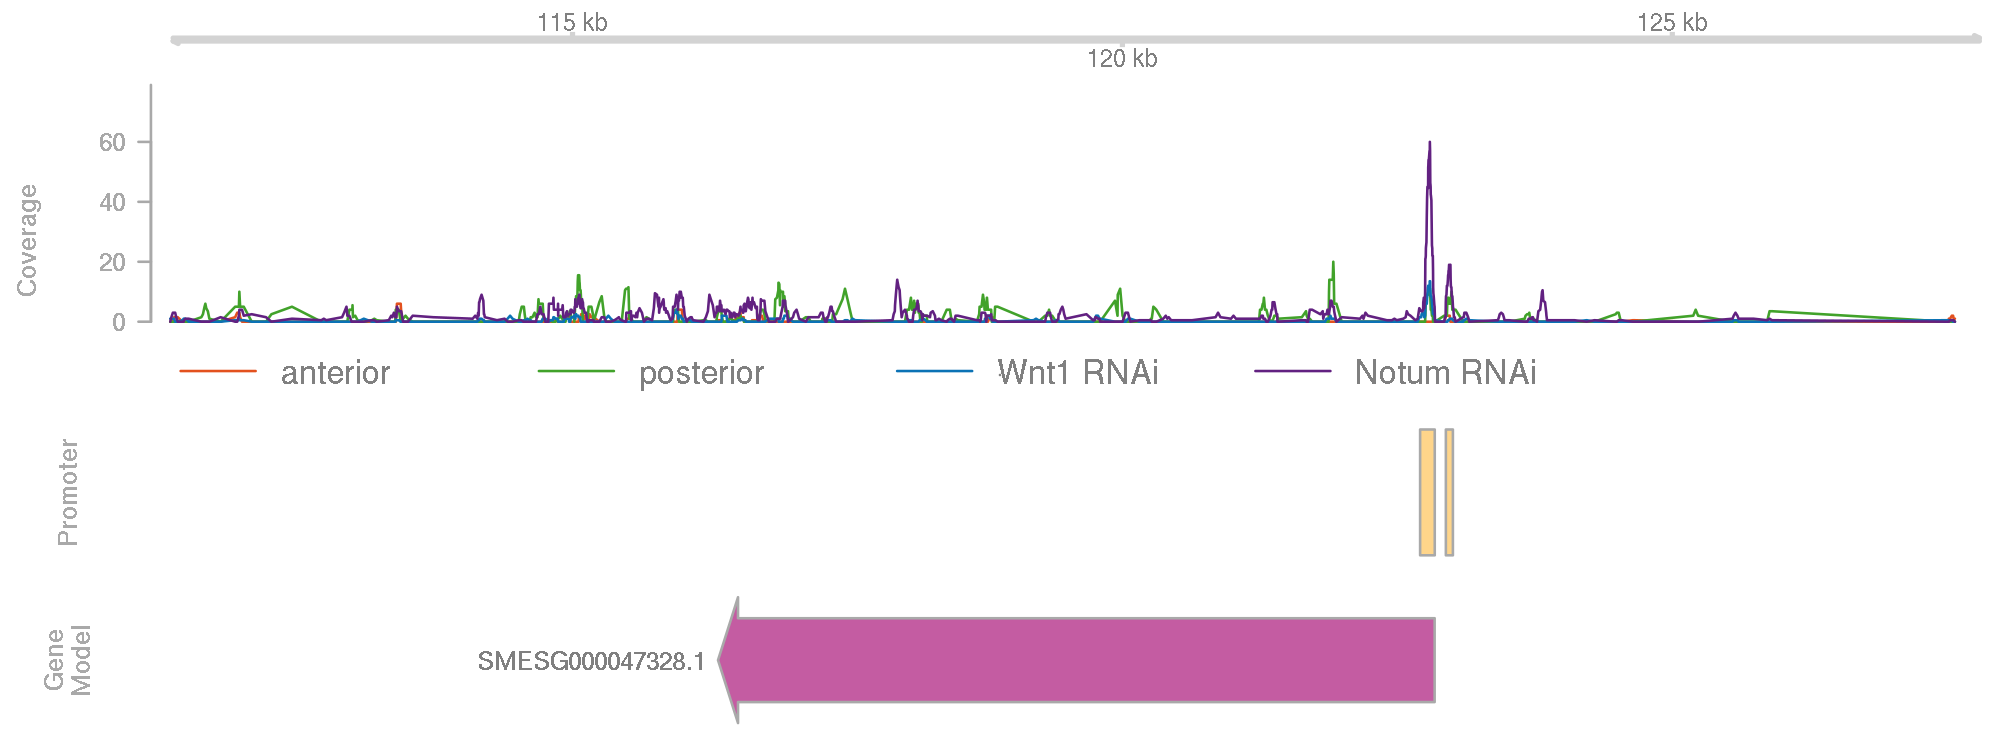 115 kb
125 kb
120 kb
Coverage
60
40
20
0
anterior posterior Wnt1 RNAi Notum RNAi
Promoter
Gene
Model
SMESG000047328.1